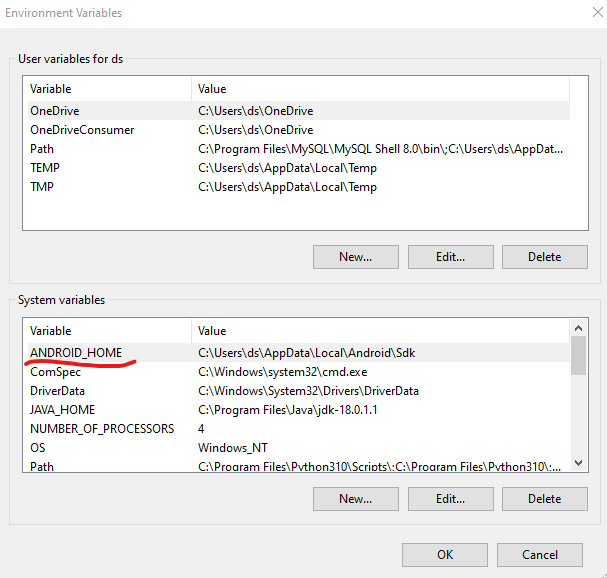 Environment Variables
User variables for ds
Variable Value
OneDrive C:\Users\ds\OneDrive
OneDriveConsumer C:\Users\ds\OneDrive
Path C:\Program Files\MySQL\MySQL Shell 8.0\bin\;C:\Users\ds\AppDat...
TEMP C:\Users\ds\AppData\Local\Temp
TMP C:\Users\ds\AppData\Local\Temp
New... Edit... Delete
System variables
Variable Value
ANDROID_HOME C:\Users\ds\AppData\Local\Android\Sdk
ComSpec C:\Windows\system32\cmd.exe
DriverData C:\Windows\System32\Drivers\DriverData
JAVA_HOME C:\Program Files\Java\jdk-18.0.1.1
NUMBER_OF_PROCESSORS 4
OS Windows_NT
Path C:\Program Files\Python310\Scripts\;C:\Program Files\Python310\;...
New... Edit... Delete
OK Cancel